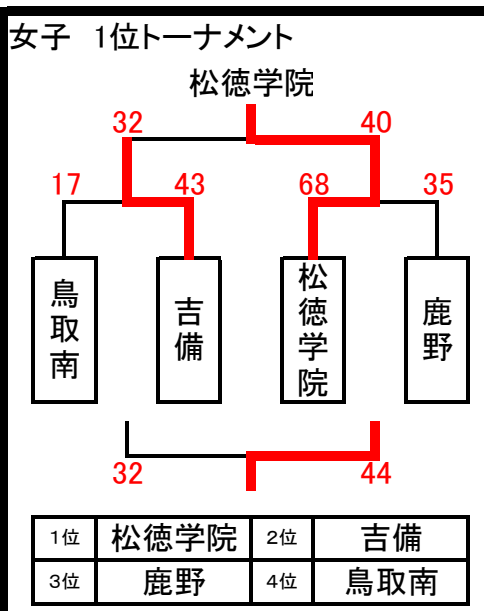 女子 1位トーナメント
松徳学院
32 40
17 43 68 35
鳥取南 吉備 松徳学院 鹿野
32 44
1位 松徳学院 2位 吉備
3位 鹿野 4位 鳥取南